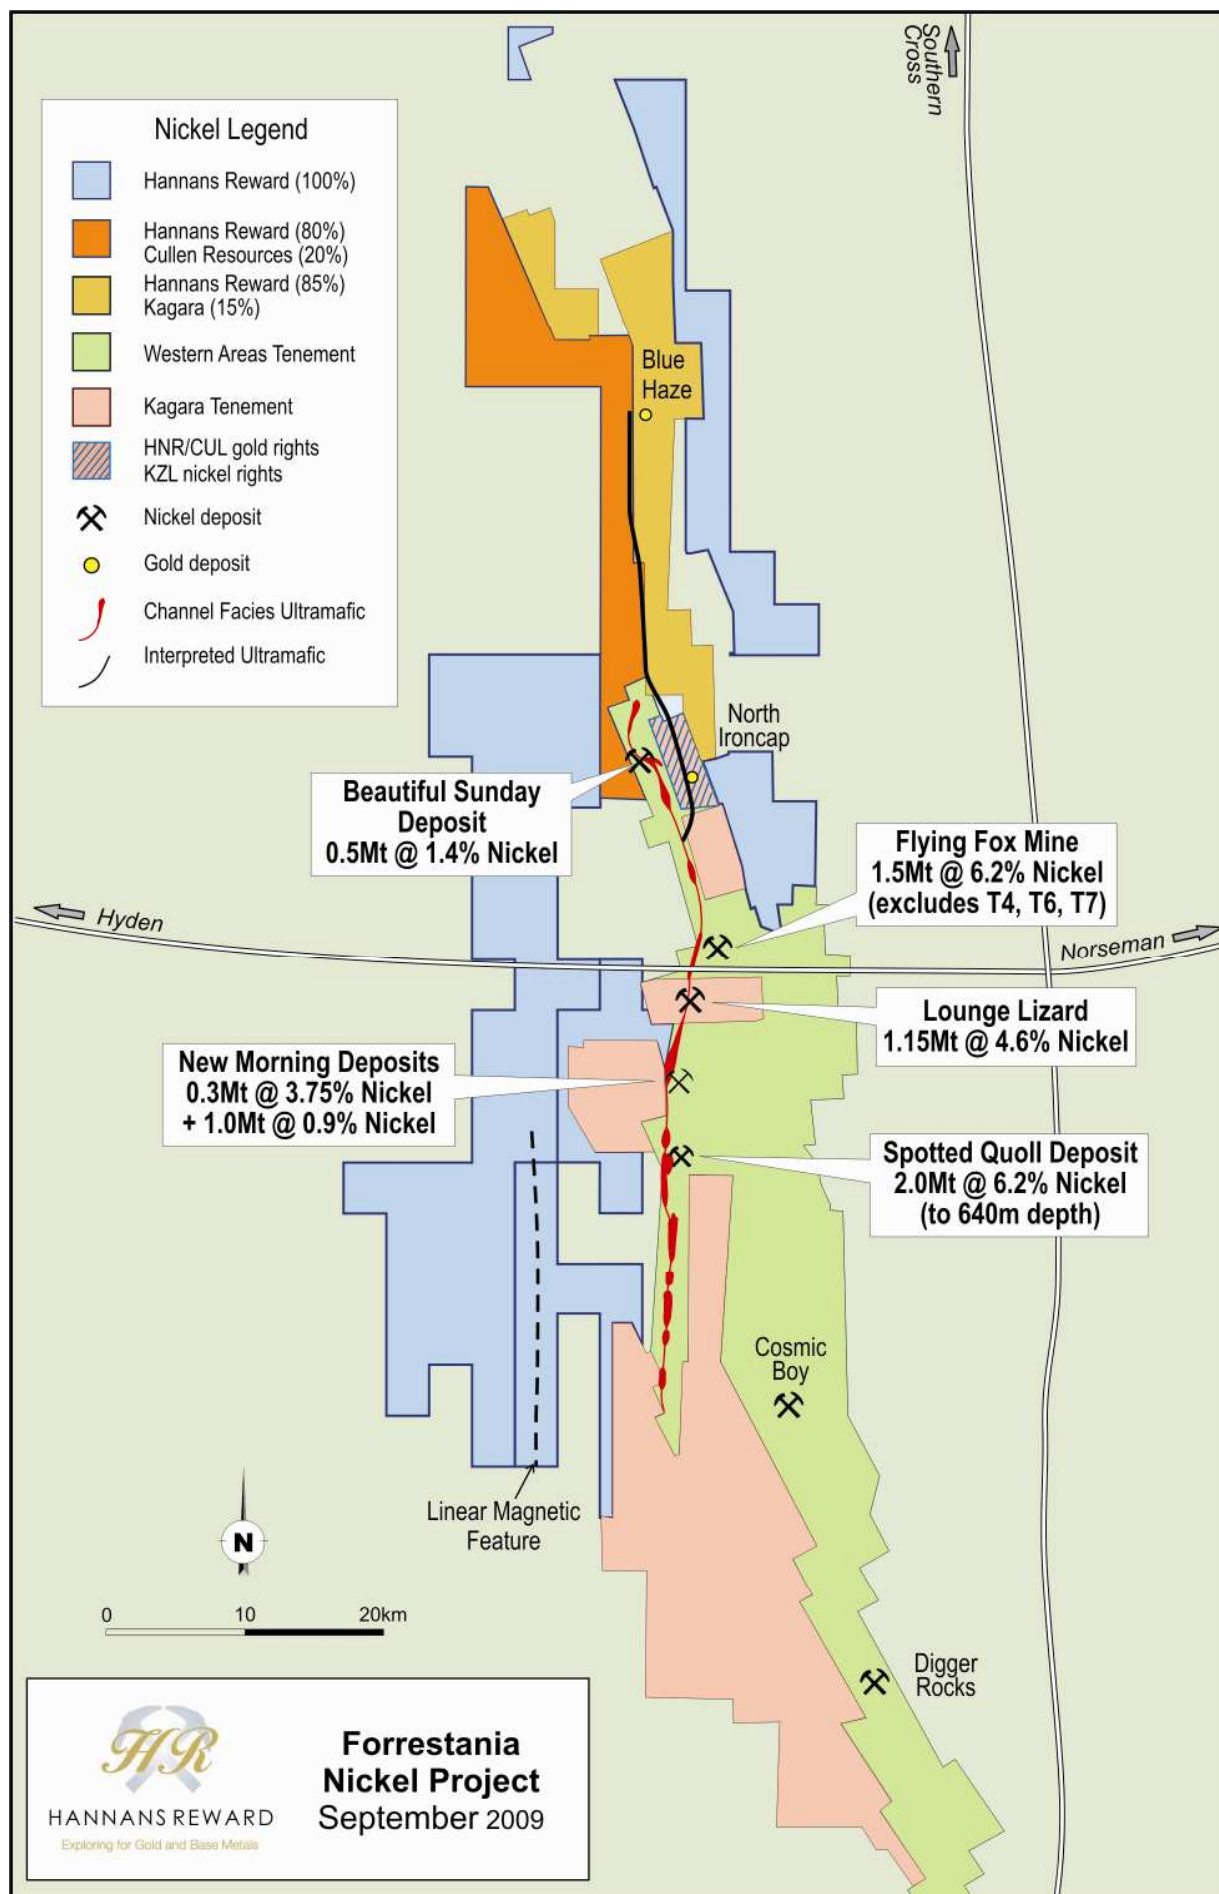 Southern
Cross
Nickel Legend
Hannans Reward (100%)
Hannans Reward (80%)
Cullen Resources (20%)
Hannans Reward (85%)
Kagara (15%)
Western Areas Tenement
Kagara Tenement
HNR/CUL gold rights
KZL nickel rights
Nickel deposit
Gold deposit
Channel Facies Ultramafic
Interpreted Ultramafic
Blue
Haze
North
Ironcap
Beautiful Sunday
Deposit
0.5Mt @ 1.4% Nickel
Flying Fox Mine
1.5Mt @ 6.2% Nickel
(excludes T4, T6, T7)
Hyden
Norseman
Lounge Lizard
1.15Mt @ 4.6% Nickel
New Morning Deposits
0.3Mt @ 3.75% Nickel
+ 1.0Mt @ 0.9% Nickel
Spotted Quoll Deposit
2.0Mt @ 6.2% Nickel
(to 640m depth)
Cosmic
Boy
Linear Magnetic
Feature
N
0 10 20km
Digger
Rocks
HR
HANNANS REWARD
Exploring for Gold and Base Metals
Forrestania
Nickel Project
September 2009